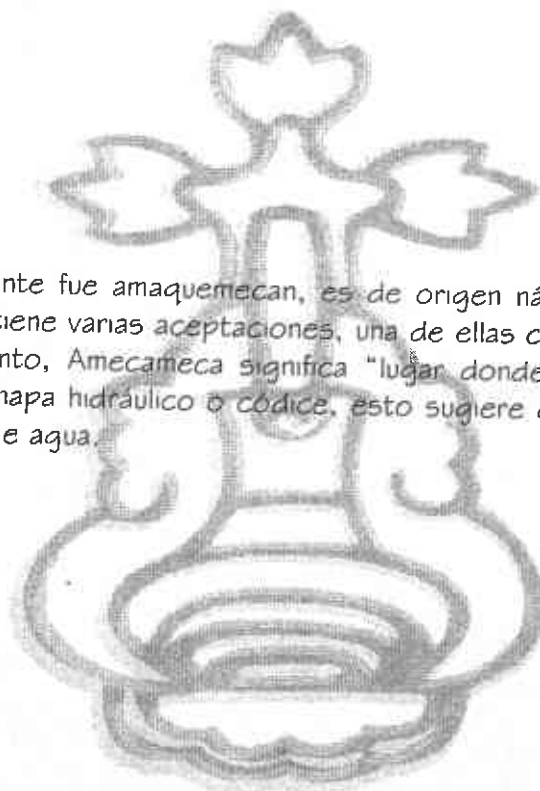 nte fue amaquemecan, es de origen ná
tiene varias aceptaciones, una de ellas c
nto, Amecameca significa "lugar donde
napa hidráulico o códice, esto sugiere
e agua.